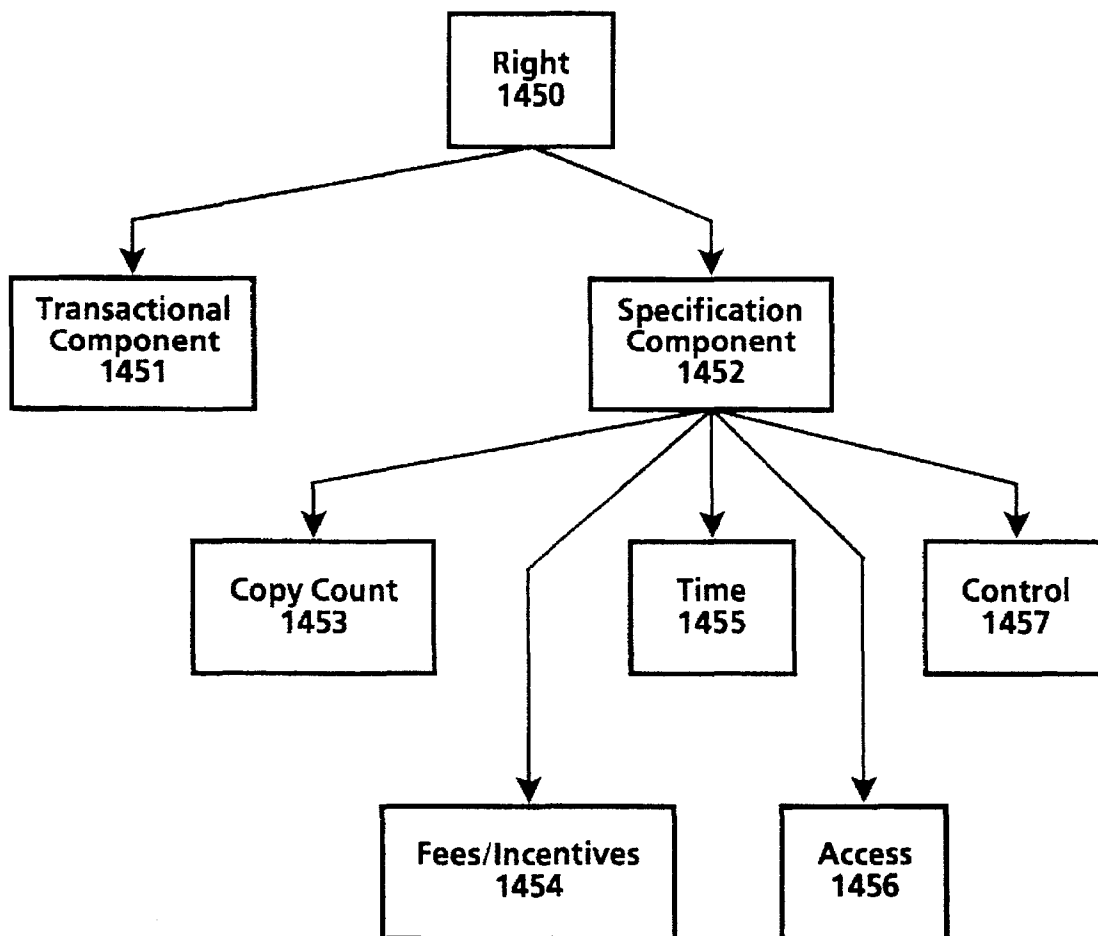 Right
1450
Transactional
Component
1451
Specification
Component
1452
Copy Count
1453
Time
1455
Control
1457
Fees/Incentives
1454
Access
1456